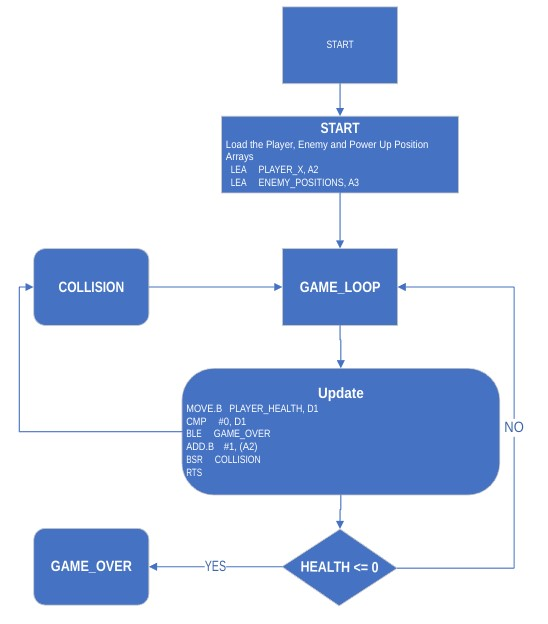 START
START
Load the Player, Enemy and Power Up Position
Arrays
LEA PLAYER_X, A2
LEA ENEMY_POSITIONS, A3
COLLISION
GAME_LOOP
Update
MOVE.B PLAYER_HEALTH, D1
CMP #0, D1
BLE GAME_OVER
ADD.B #1, (A2)
BSR COLLISION
RTS
NO
GAME_OVER
YES
HEALTH <= 0